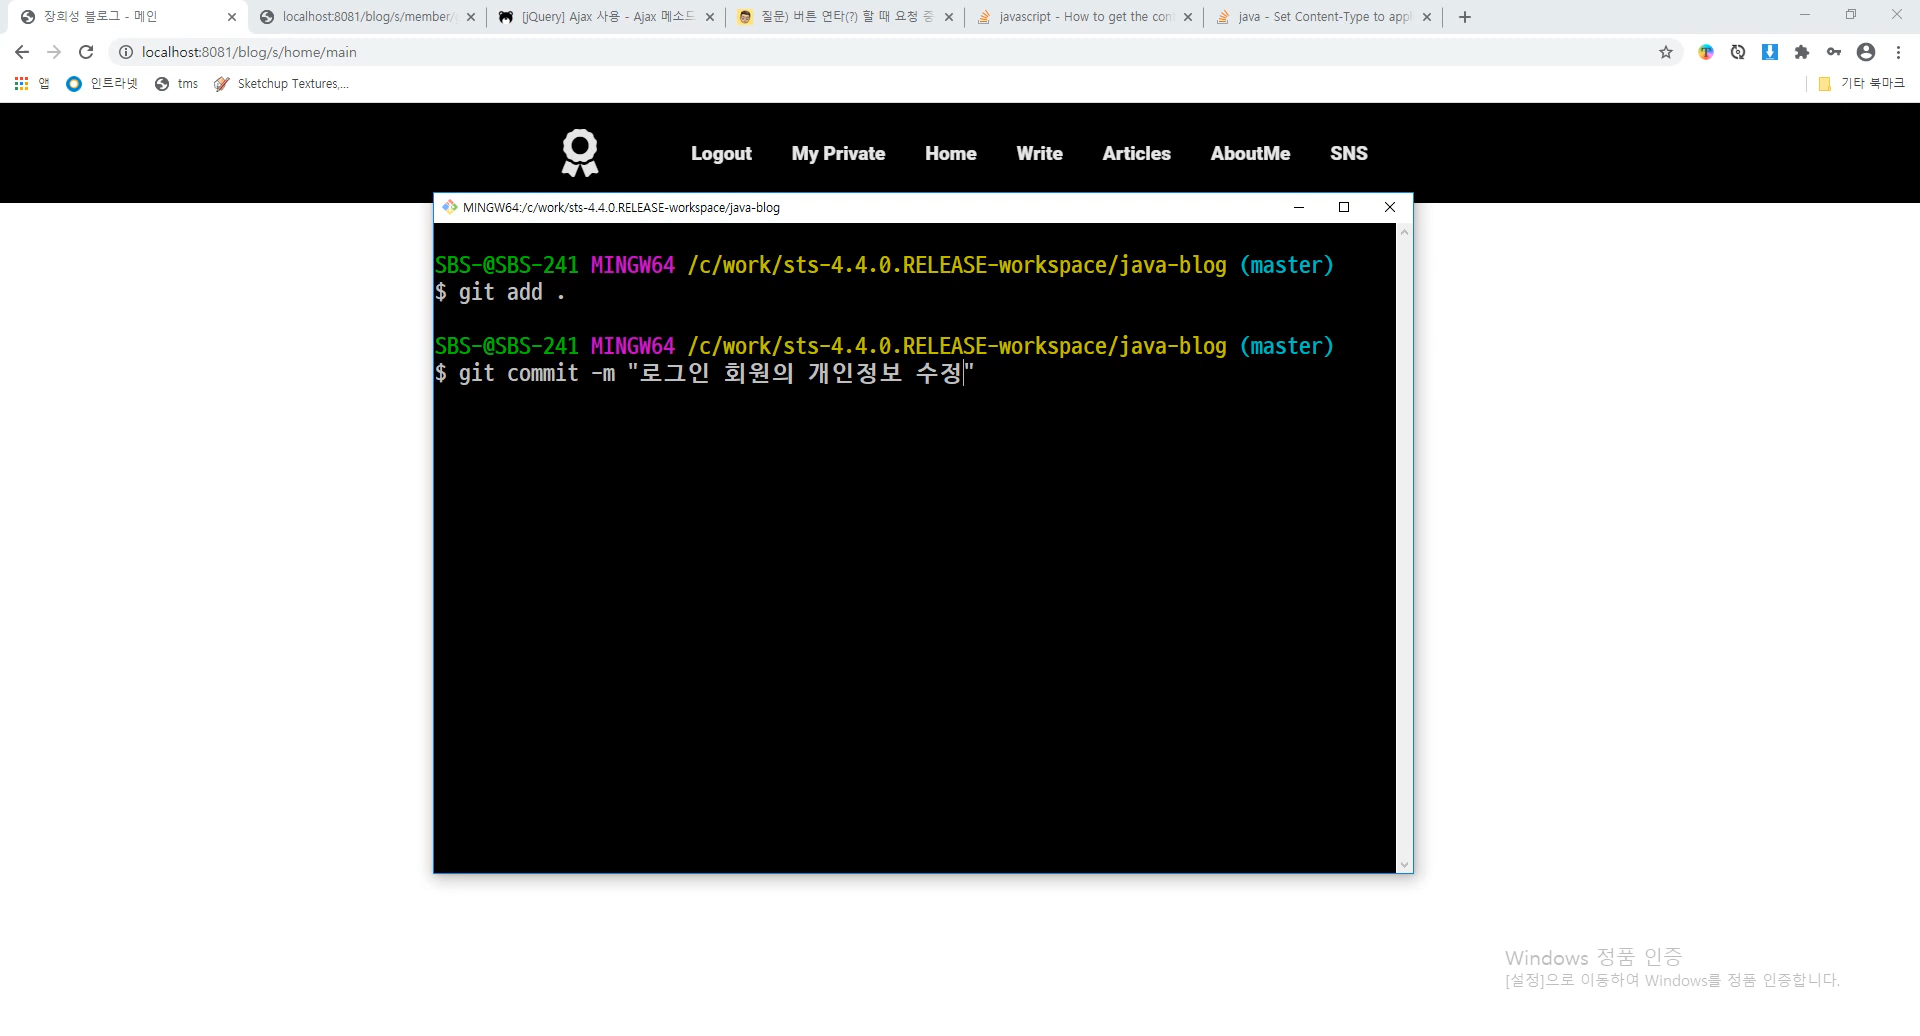 장희성 블로그 - 메인
localhost:8081/blog/s/member/
[jQuery] Ajax 사용 - Ajax 메소드
질문) 버튼 연타(?) 할 때 요청 중
javascript - How to get the con
java - Set Content-Type to appl
localhost:8081/blog/s/home/main
앱 인트라넷 tms Sketchup Textures,... 기타 북마크
Logout My Private Home Write Articles AboutMe SNS
MINGW64:/c/work/sts-4.4.0.RELEASE-workspace/java-blog
SBS-@SBS-241 MINGW64 /c/work/sts-4.4.0.RELEASE-workspace/java-blog (master)
$ git add .
SBS-@SBS-241 MINGW64 /c/work/sts-4.4.0.RELEASE-workspace/java-blog (master)
$ git commit -m "로그인 회원의 개인정보 수정"
Windows 정품 인증
[설정]으로 이동하여 Windows를 정품 인증합니다.